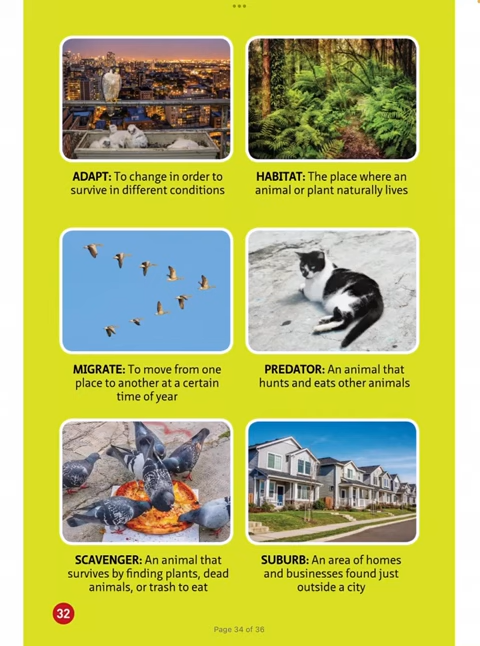 ADAPT: To change in order to
survive in different conditions
HABITAT: The place where an
animal or plant naturally lives
MIGRATE: To move from one
place to another at a certain
time of year
PREDATOR: An animal that
hunts and eats other animals
SCAVENGER: An animal that
survives by finding plants, dead
animals, or trash to eat
SUBURB: An area of homes
and businesses found just
outside a city
32
Page 34 of 36